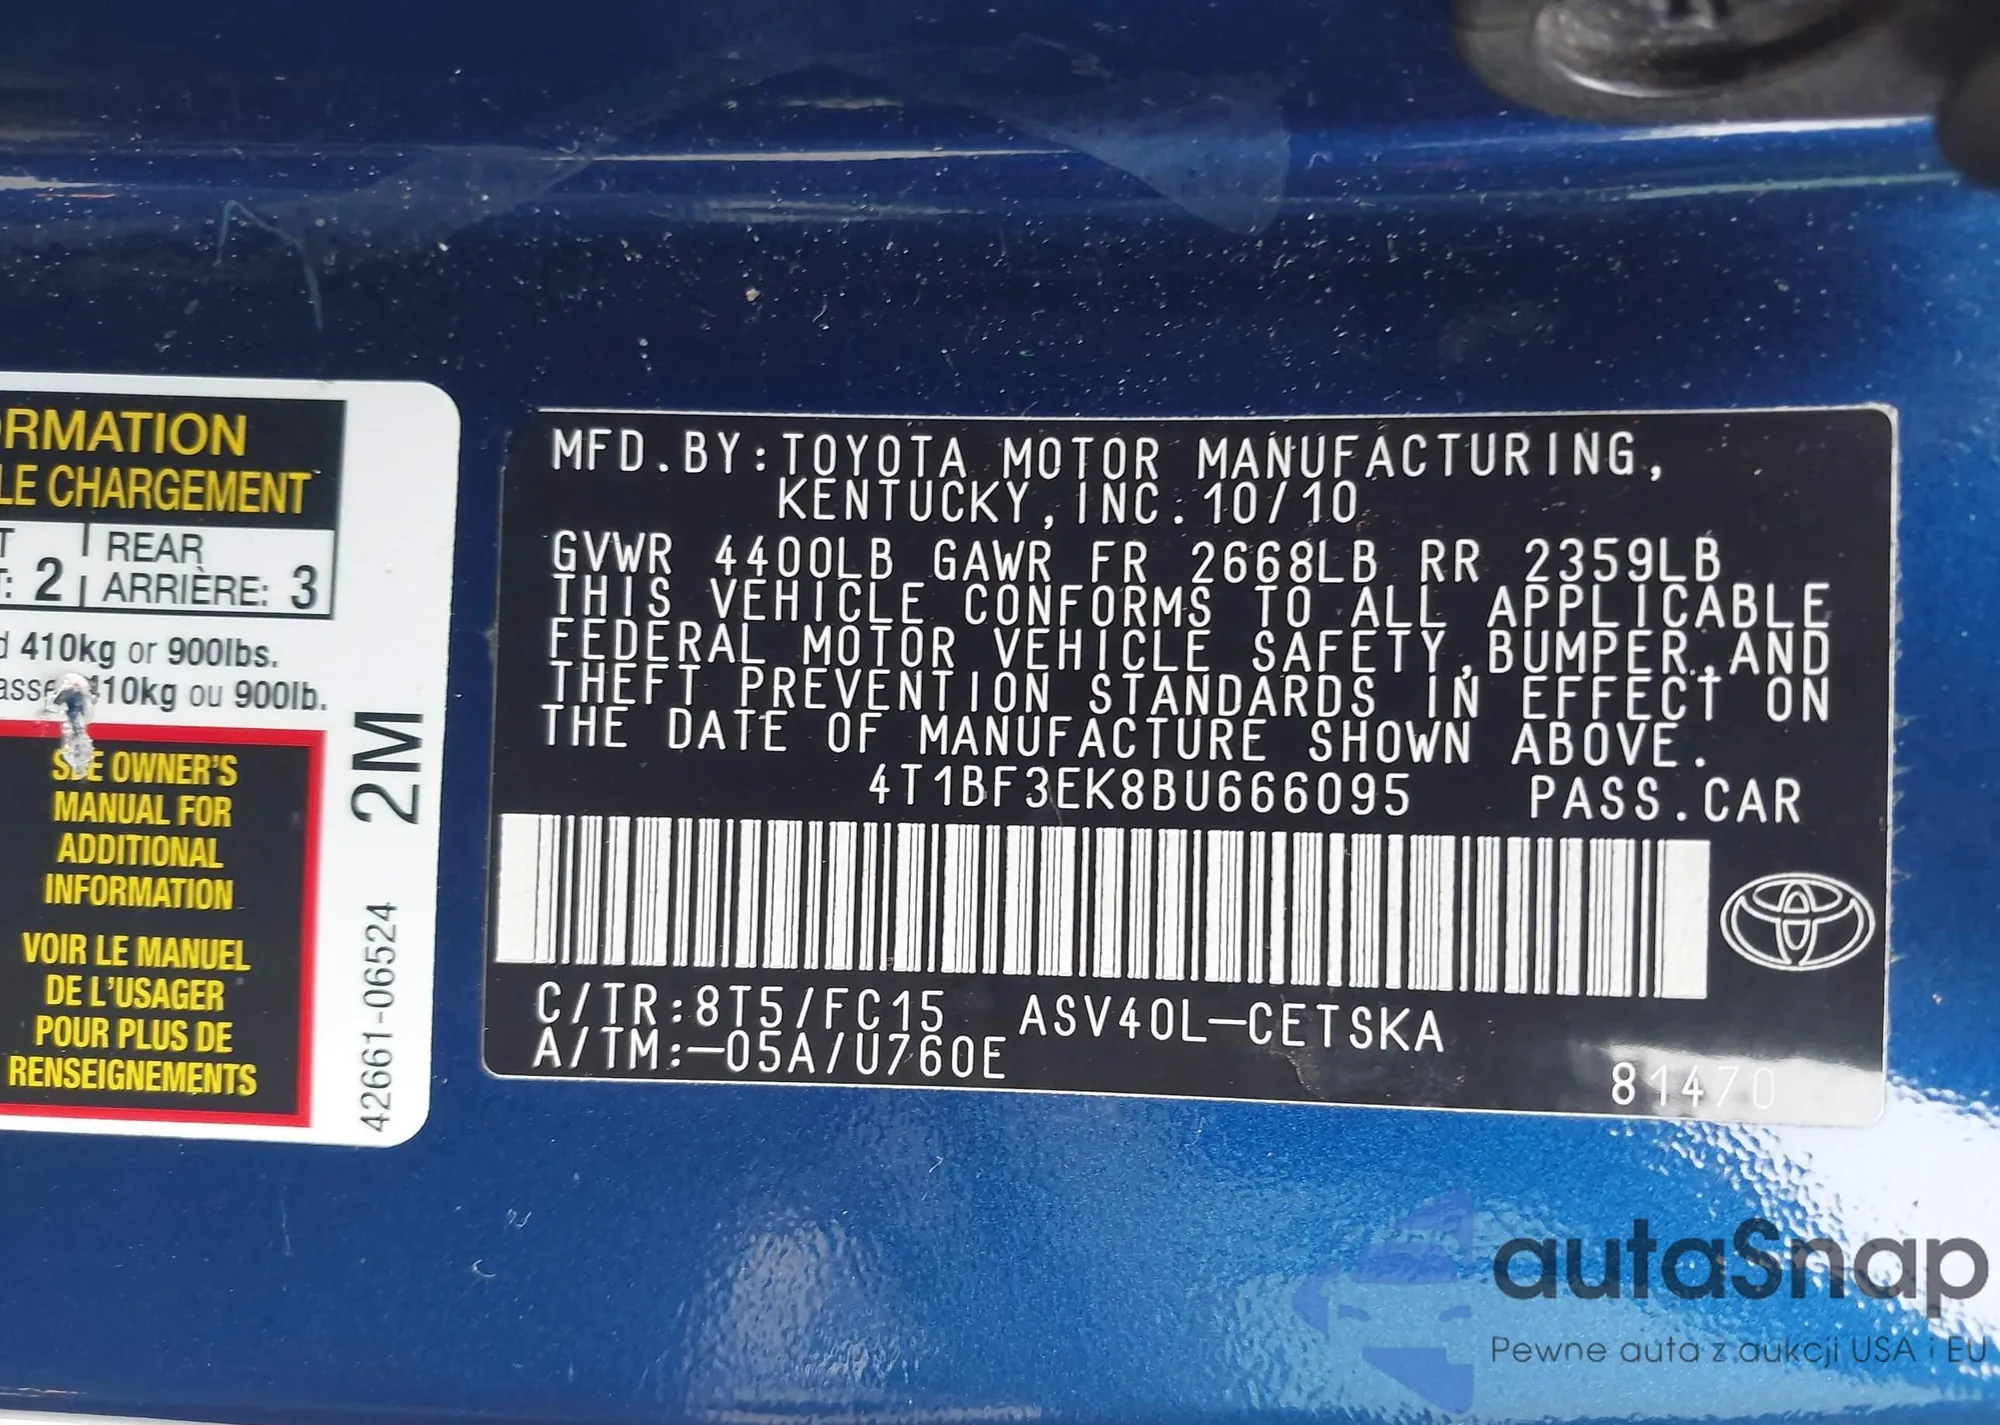 ORMATION
LE CHARGEMENT
T
REAR
: 2
ARRIÈRE: 3
410kg or 900lbs.
410kg ou 900lb.
SEE OWNER'S
MANUAL FOR
ADDITIONAL
INFORMATION
VOIR LE MANUEL
DE L'USAGER
POUR PLUS DE
RENSEIGNEMENTS
2M
42661-06524
MFD.BY:TOYOTA MOTOR MANUFACTURING,
KENTUCKY,INC.10/10
GVWR 4400LB GAWR FR 2668LB RR 2359LB
THIS VEHICLE CONFORMS TO ALL APPLICABLE
FEDERAL MOTOR VEHICLE SAFETY,BUMPER,AND
THEFT PREVENTION STANDARDS IN EFFECT ON
THE DATE OF MANUFACTURE SHOWN ABOVE.
4T1BF3EK8BU666095 PASS.CAR
C/TR:8T5/FC15 ASV40L-CETSKA
A/TM:-05A/U760E
81470
autaSnap
Pewne auta z aukcji USA i EU